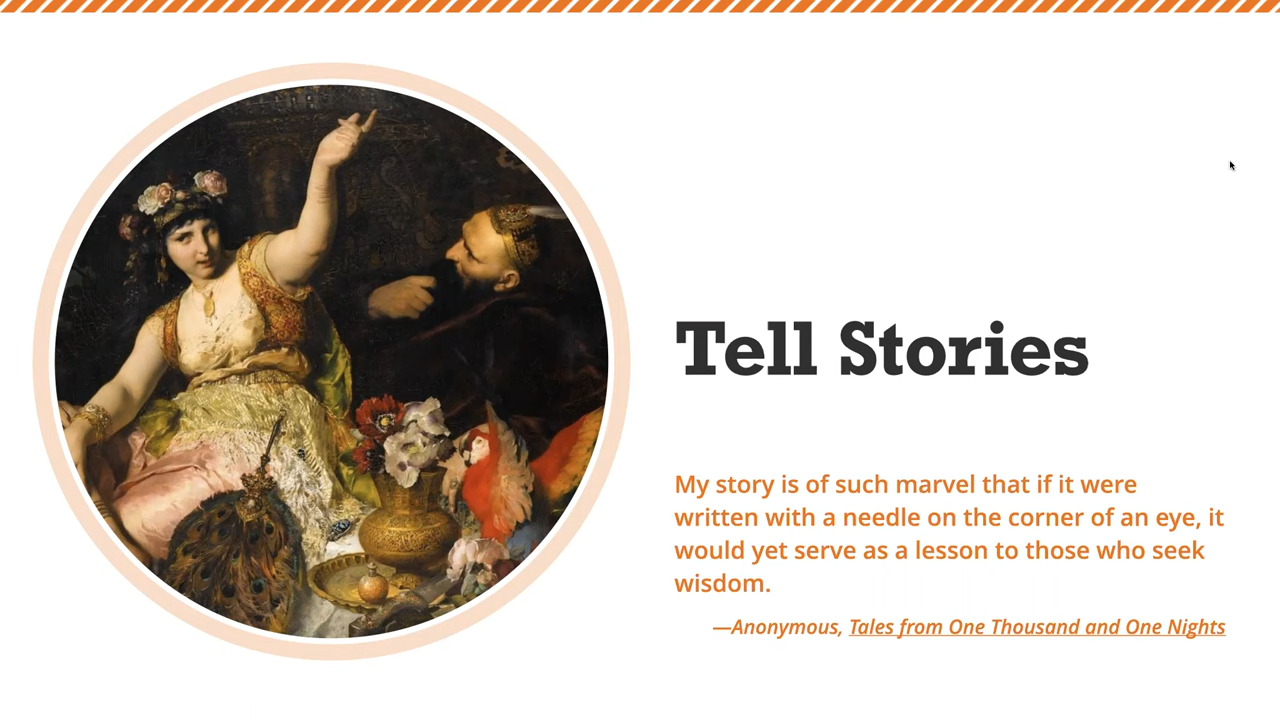 Tell Stories
My story is of such marvel that if it were
written with a needle on the corner of an eye, it
would yet serve as a lesson to those who seek
wisdom.
—Anonymous, Tales from One Thousand and One Nights